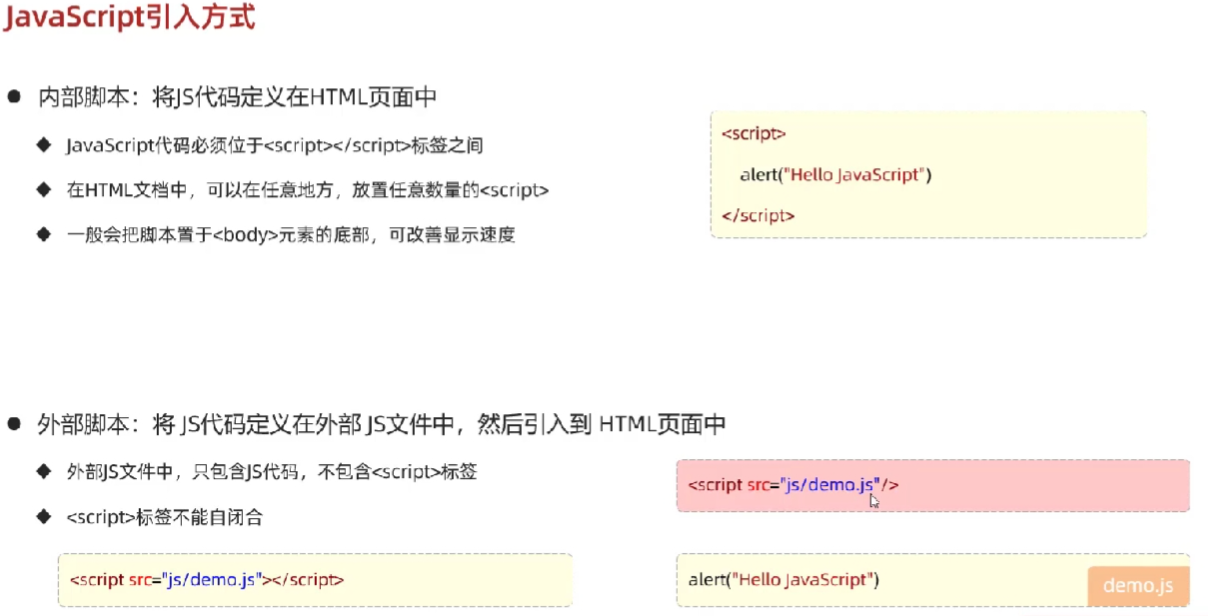 JavaScript引入方式
内部脚本：将JS代码定义在HTML页面中
JavaScript代码必须位于<script></script>标签之间
在HTML文档中，可以在任意地方，放置任意数量的<script>
一般会把脚本置于<body>元素的底部，可改善显示速度
<script>
alert("Hello JavaScript")
</script>
外部脚本：将 JS代码定义在外部 JS文件中，然后引入到 HTML页面中
外部JS文件中，只包含JS代码，不包含<script>标签
<script>标签不能自闭合
<script src="js/demo.js"/>
<script src="js/demo.js"></script>
alert("Hello JavaScript")
demo.js